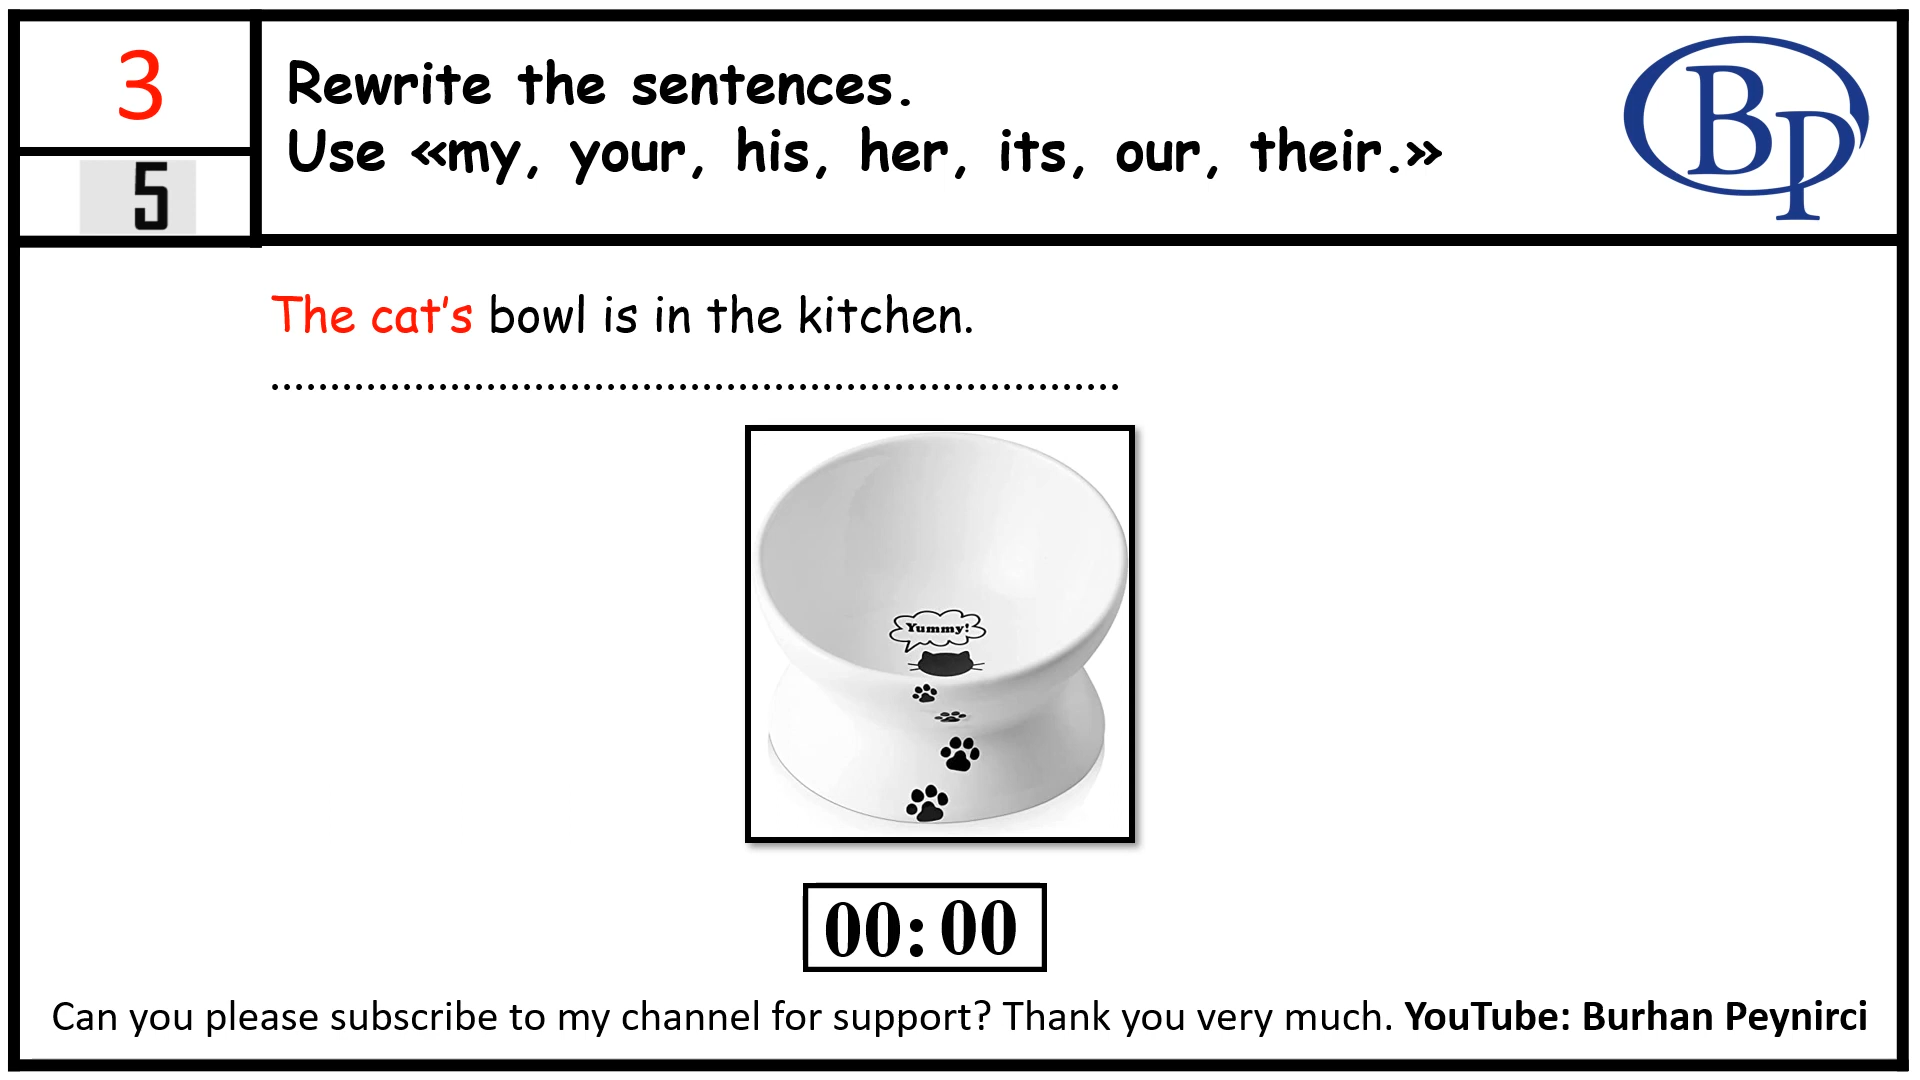 3
5
Rewrite the sentences.
Use «my, your, his, her, its, our, their.»
BP
The cat's bowl is in the kitchen.
......................................................................
Yummy!
00:00
Can you please subscribe to my channel for support? Thank you very much. YouTube: Burhan Peynirci